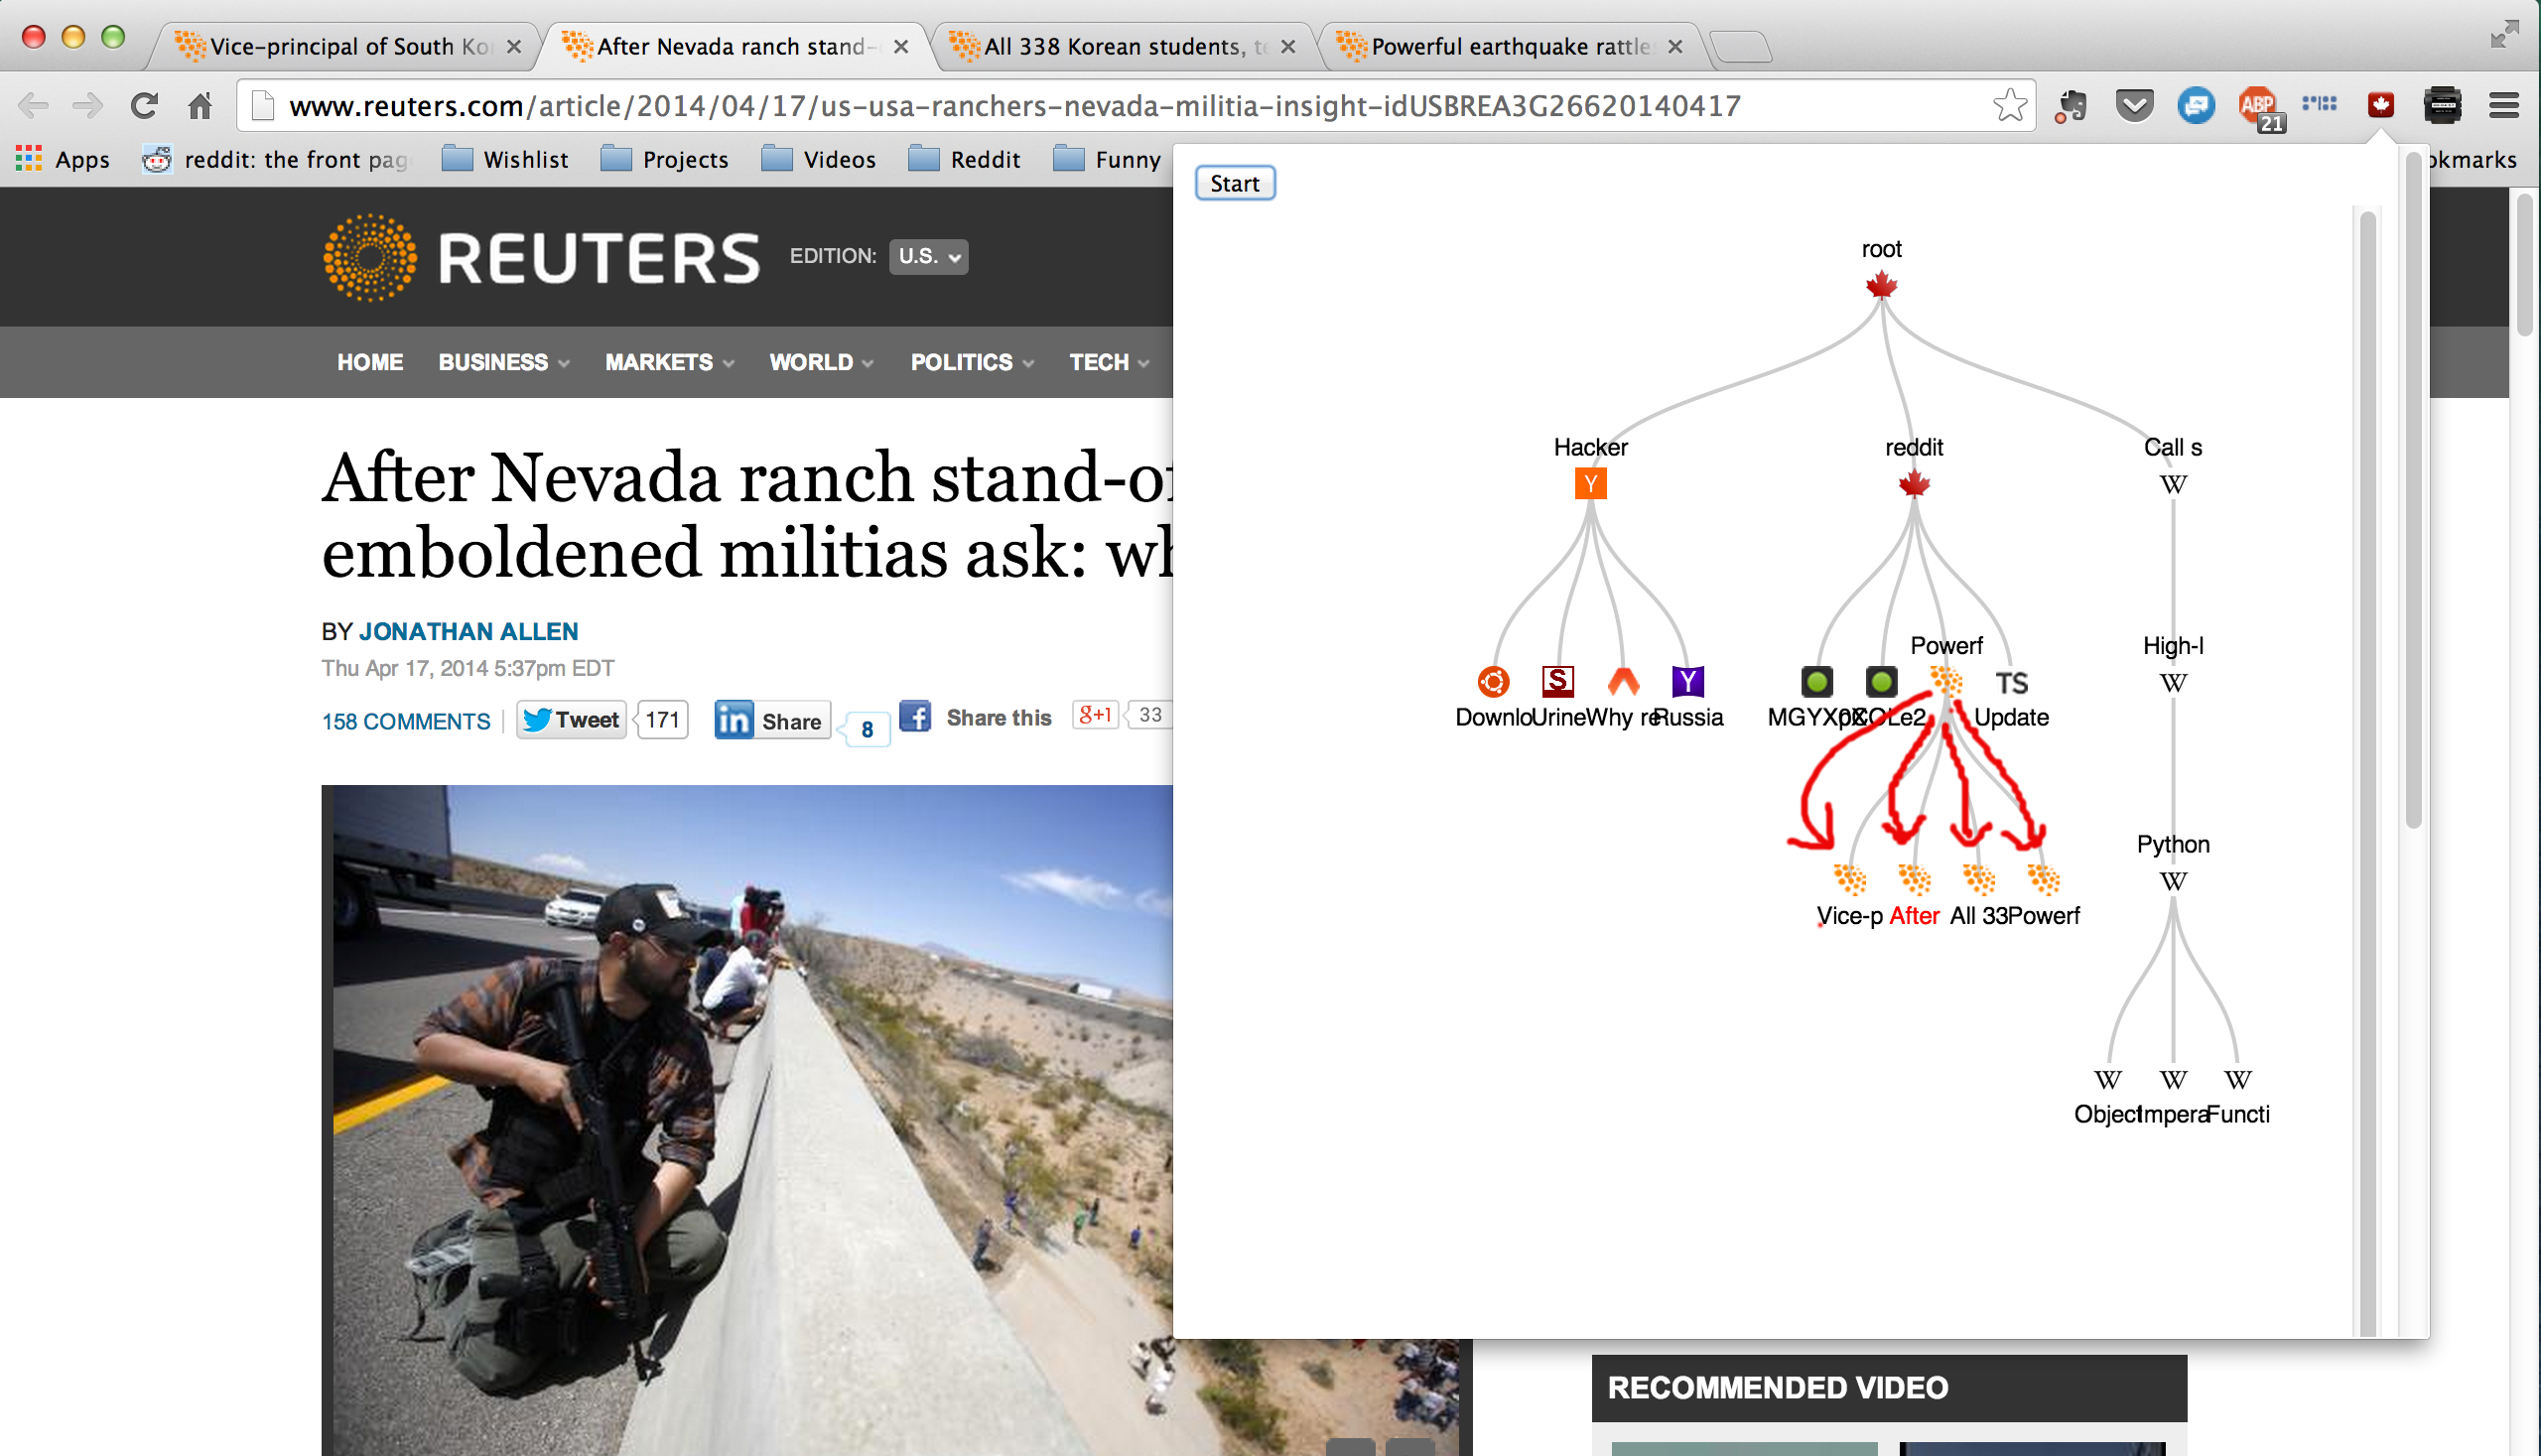 Vice-principal of South Ko
After Nevada ranch stand-
All 338 Korean students, te
Powerful earthquake rattle
www.reuters.com/article/2014/04/17/us-usa-ranchers-nevada-militia-insight-idUSBREA3G26620140417
ABP
21
Apps
reddit: the front pag
Wishlist
Projects
Videos
Reddit
Funny
okmarks
Start
REUTERS
EDITION:
U.S.
HOME
BUSINESS
MARKETS
WORLD
POLITICS
TECH
After Nevada ranch stand-of
emboldened militias ask: wh
BY JONATHAN ALLEN
Thu Apr 17, 2014 5:37pm EDT
158 COMMENTS
Tweet
171
in Share
8
f Share this
g+1
33
root
Hacker
Y
reddit
Call s
W
Powerf
High-l
W
S
Y
TS
Downlo
Urine
Why re
Russia
MGYXp
Update
Python
W
Vice-p
After
All 33
Powerf
W
W
W
Object
Impera
Functi
RECOMMENDED VIDEO